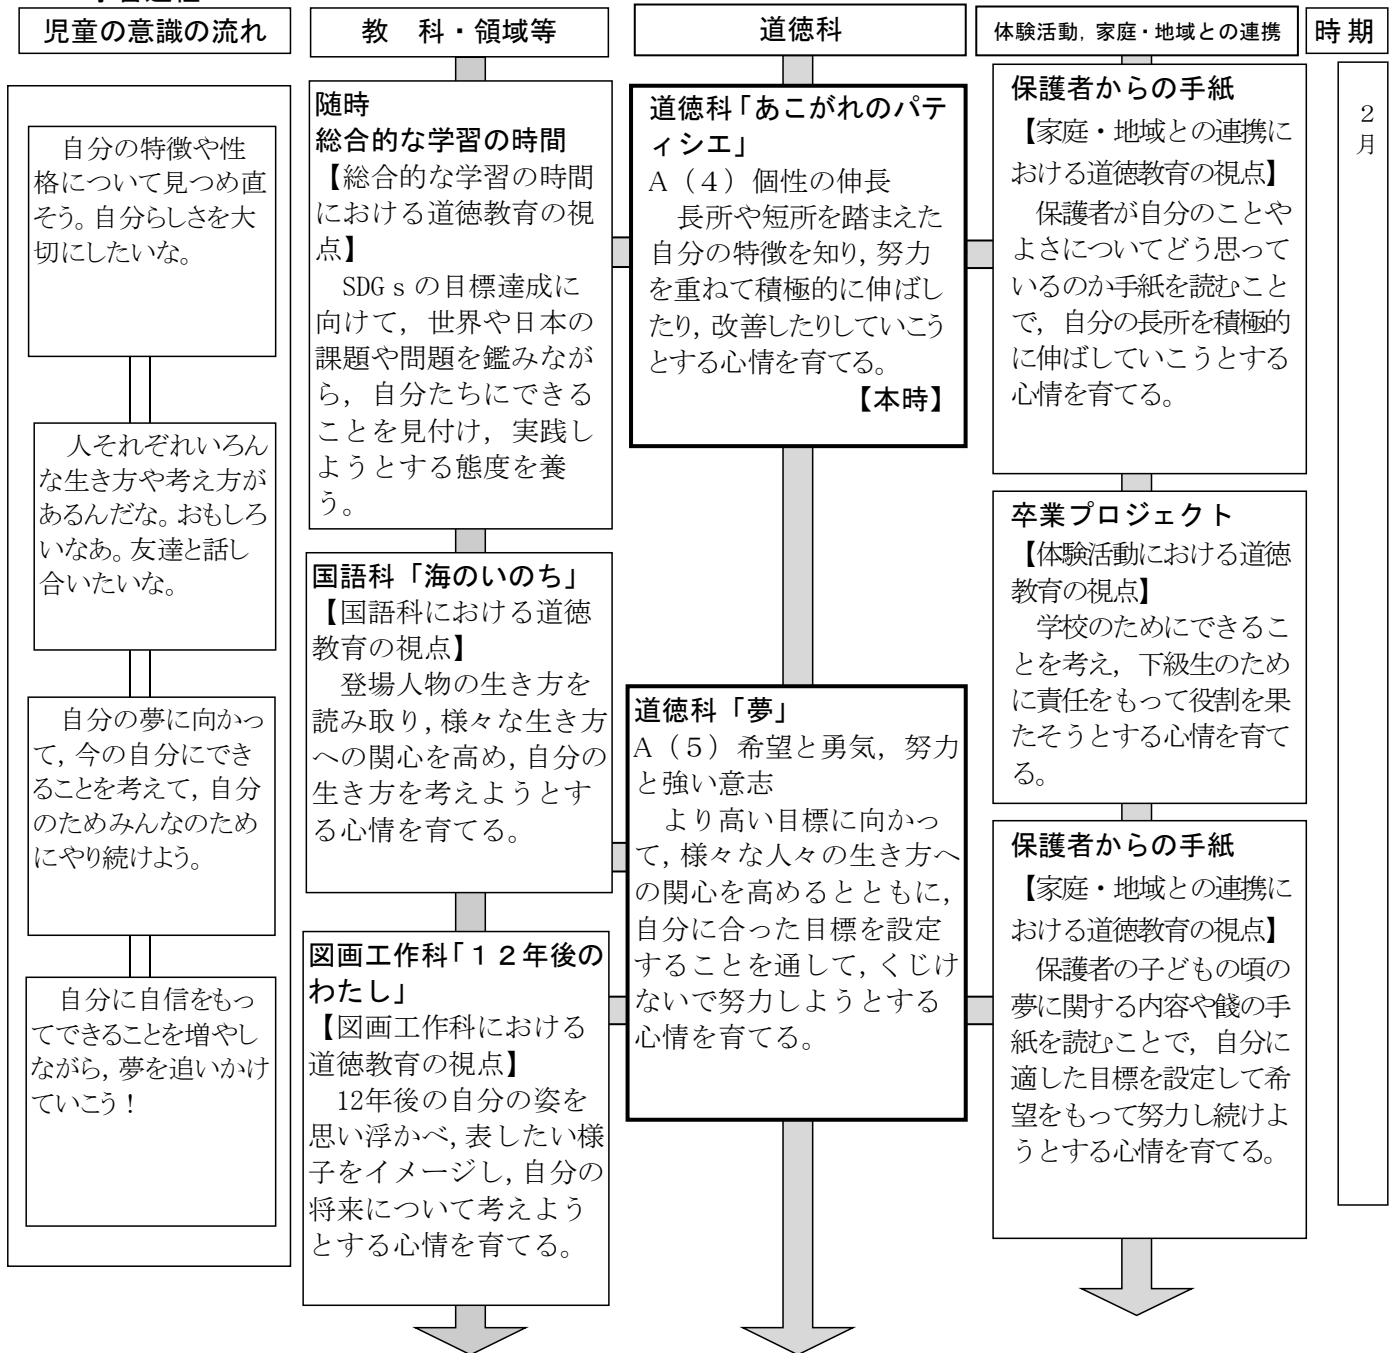 児童の意識の流れ
教　科・領域等
道徳科
体験活動，家庭・地域との連携
時期
２月
自分の特徴や性
格について見つめ直
そう。自分らしさを大
切にしたいな。
人それぞれいろん
な生き方や考え方が
あるんだな。おもしろ
いなあ。友達と話し
合いたいな。
自分の夢に向かっ
て，今の自分にでき
ることを考えて，自分
のためみんなのため
にやり続けよう。
自分に自信をもっ
てできることを増やし
ながら，夢を追いかけ
ていこう！
随時
総合的な学習の時間
【総合的な学習の時間
における道徳教育の視
点】
SDGｓの目標達成に
向けて，世界や日本の
課題や問題を鑑みなが
ら，自分たちにできる
ことを見付け，実践し
ようとする態度を養
う。
国語科「海のいのち」
【国語科における道徳
教育の視点】
登場人物の生き方を
読み取り，様々な生き方
への関心を高め，自分の
生き方を考えようとす
る心情を育てる。
図画工作科「１２年後の
わたし」
【図画工作科における
道徳教育の視点】
12年後の自分の姿を
思い浮かべ，表したい様
子をイメージし，自分の
将来について考えよう
とする心情を育てる。
道徳科「あこがれのパテ
ィシエ」
Ａ（４）個性の伸長
長所や短所を踏まえた
自分の特徴を知り，努力
を重ねて積極的に伸ばし
たり，改善したりしていこう
とする心情を育てる。
【本時】
道徳科「夢」
Ａ（５）希望と勇気，努力
と強い意志
より高い目標に向かっ
て，様々な人々の生き方へ
の関心を高めるとともに，
自分に合った目標を設定
することを通して，くじけ
ないで努力しようとする
心情を育てる。
保護者からの手紙
【家庭・地域との連携に
おける道徳教育の視点】
保護者が自分のことや
よさについてどう思って
いるのか手紙を読むこと
で，自分の長所を積極的
に伸ばしていこうとする
心情を育てる。
卒業プロジェクト
【体験活動における道徳
教育の視点】
学校のためにできるこ
とを考え，下級生のため
に責任をもって役割を果
たそうとする心情を育て
る。
保護者からの手紙
【家庭・地域との連携に
おける道徳教育の視点】
保護者の子どもの頃の
夢に関する内容や餞の手
紙を読むことで，自分に
適した目標を設定して希
望をもって努力し続けよ
うとする心情を育てる。